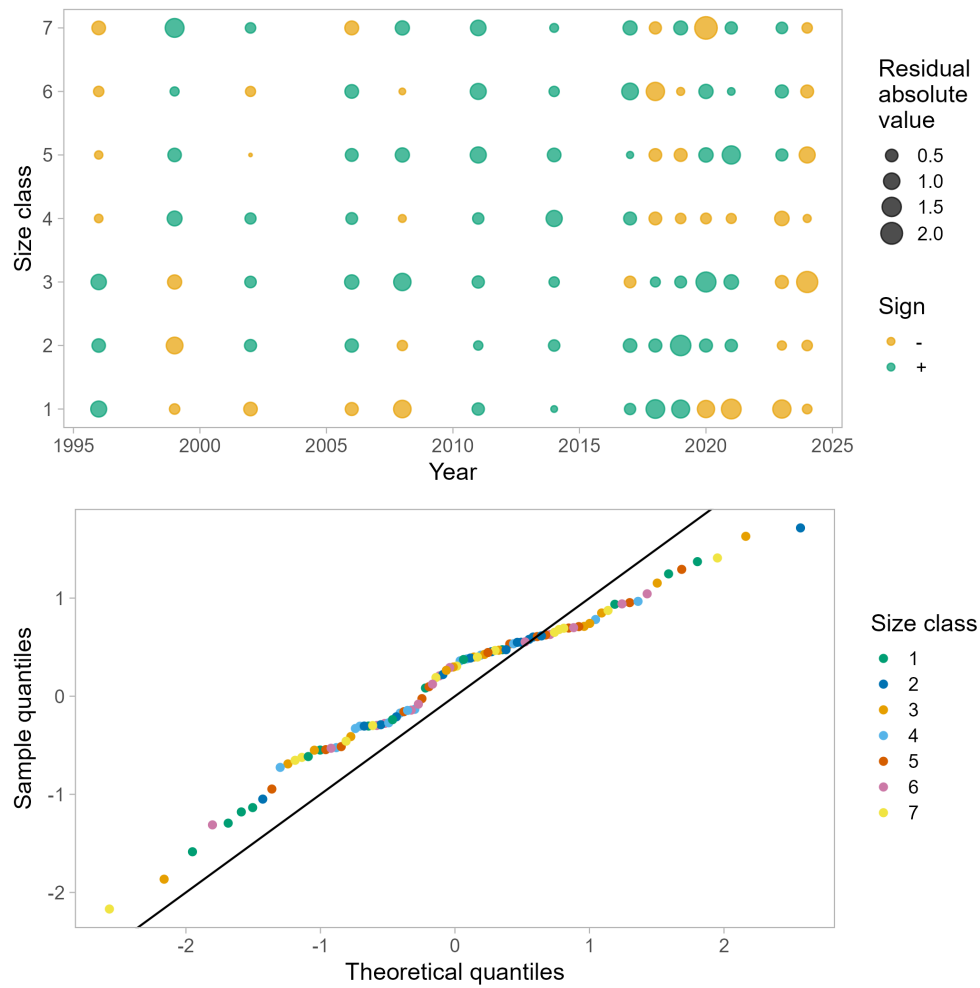 7
6
5
4
3
2
1
Size class
1995 2000 2005 2010 2015 2020 2025
Year
Residual
absolute
value
0.5
1.0
1.5
2.0
Sign
-
+
1
0
-1
-2
Sample quantiles
-2 -1 0 1 2
Theoretical quantiles
Size class
1
2
3
4
5
6
7